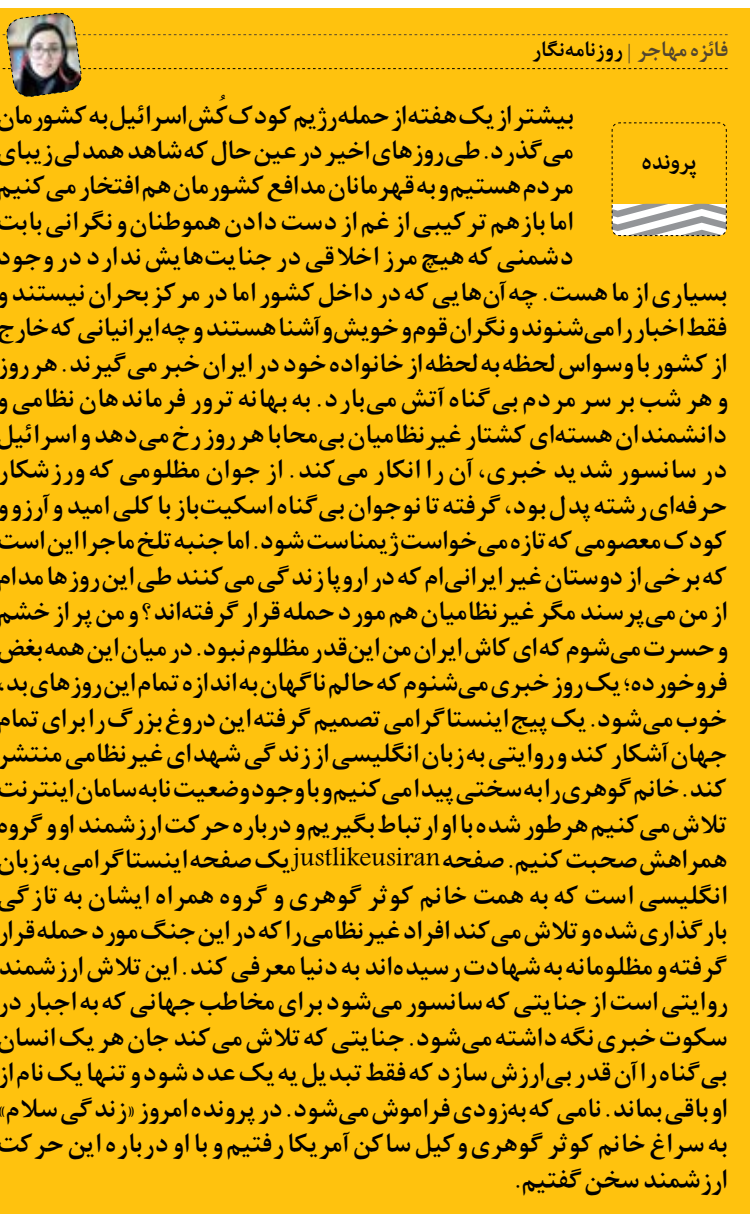 فائزه مهاجر | روزنامه‌نگار
پرونده
بیشتر از یک هفته از حمله رژیم کودک‌کُش اسرائیل به کشورمان
می‌گذرد. طی روزهای اخیر در عین حال که شاهد همدلی زیبای
مردم هستیم و به قهرمانان مدافع کشورمان هم افتخار می‌کنیم
اما باز هم ترکیبی از غم از دست دادن هموطنان و نگرانی بابت
دشمنی که هیچ مرز اخلاقی در جنایت‌هایش ندارد در وجود
بسیاری از ما هست. چه آن‌هایی که در داخل کشور اما در مرکز بحران نیستند و
فقط اخبار را می‌شنوند و نگران قوم و خویش و آشنا هستند و چه ایرانیانی که خارج
از کشور با وسواس لحظه به لحظه از خانواده خود در ایران خبر می‌گیرند. هر روز
و هر شب بر سر مردم بی‌گناه آتش می‌بارد. به بهانه ترور فرماندهان نظامی و
دانشمندان هسته‌ای کشتار غیرنظامیان بی‌محابا هر روز رخ می‌دهد و اسرائیل
در سانسور شدید خبری، آن را انکار می‌کند. از جوان مظلومی که ورزشکار
حرفه‌ای رشته پدل بود، گرفته تا نوجوان بی‌گناه اسکیت‌باز با کلی امید و آرزو و
کودک معصومی که تازه می‌خواست ژیمناست شود. اما جنبه تلخ ماجرا این است
که برخی از دوستان غیر ایرانی‌ام که در اروپا زندگی می‌کنند طی این روزها مدام
از من می‌پرسند مگر غیرنظامیان هم مورد حمله قرار گرفته‌اند؟ و من پر از خشم
و حسرت می‌شوم که‌ای کاش ایران من این‌قدر مظلوم نبود. در میان این همه بغض
فروخورده؛ یک روز خبری می‌شنوم که حالم ناگهان به اندازه تمام این روزهای بد،
خوب می‌شود. یک پیج اینستاگرامی تصمیم گرفته این دروغ بزرگ را برای تمام
جهان آشکار کند و روایتی به زبان انگلیسی از زندگی شهدای غیرنظامی منتشر
کند. خانم گوهری را به سختی پیدا می‌کنیم و با وجود وضعیت نابه‌سامان اینترنت
تلاش می‌کنیم هرطور شده با او ارتباط بگیریم و درباره حرکت ارزشمند او و گروه
همراهش صحبت کنیم. صفحه justlikeusiran یک صفحه اینستاگرامی به زبان
انگلیسی است که به همت خانم کوثر گوهری و گروه همراه ایشان به تازگی
بارگذاری شده و تلاش می‌کند افراد غیرنظامی را که در این جنگ مورد حمله قرار
گرفته و مظلومانه به شهادت رسیده‌اند به دنیا معرفی کند. این تلاش ارزشمند
روایتی است از جنایتی که سانسور می‌شود برای مخاطب جهانی که به اجبار در
سکوت خبری نگه داشته می‌شود. جنایتی که تلاش می‌کند جان هر یک انسان
بی‌گناه را آن قدر بی‌ارزش سازد که فقط تبدیل به یک عدد شود و تنها یک نام از
او باقی بماند. نامی که به‌زودی فراموش می‌شود. در پرونده امروز «زندگی سلام»
به سراغ خانم کوثر گوهری وکیل ساکن آمریکا رفتیم و با او درباره این حرکت
ارزشمند سخن گفتیم.